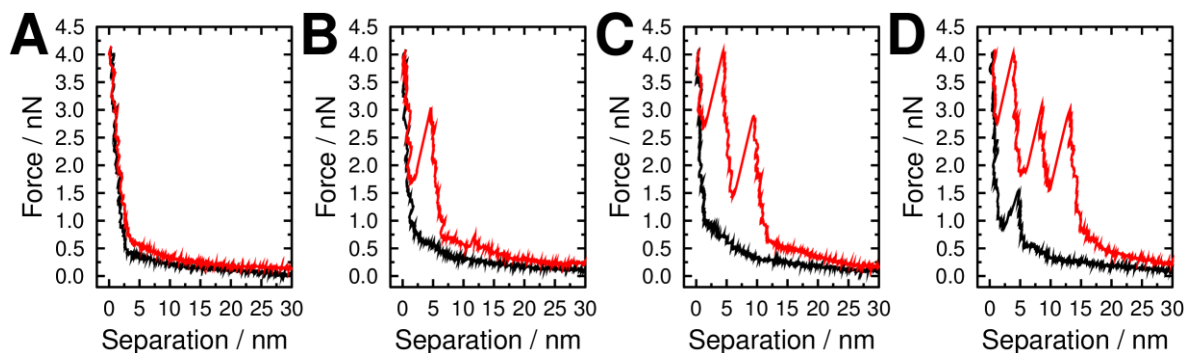 A B C D
4.5 4.5 4.5 4.5
4.0 4.0 4.0 4.0
3.5 3.5 3.5 3.5
3.0 3.0 3.0 3.0
2.5 2.5 2.5 2.5
2.0 2.0 2.0 2.0
1.5 1.5 1.5 1.5
1.0 1.0 1.0 1.0
0.5 0.5 0.5 0.5
0.0 0.0 0.0 0.0
Force / nN Force / nN Force / nN Force / nN
0 5 10 15 20 25 30 0 5 10 15 20 25 30 0 5 10 15 20 25 30 0 5 10 15 20 25 30
Separation / nm Separation / nm Separation / nm Separation / nm